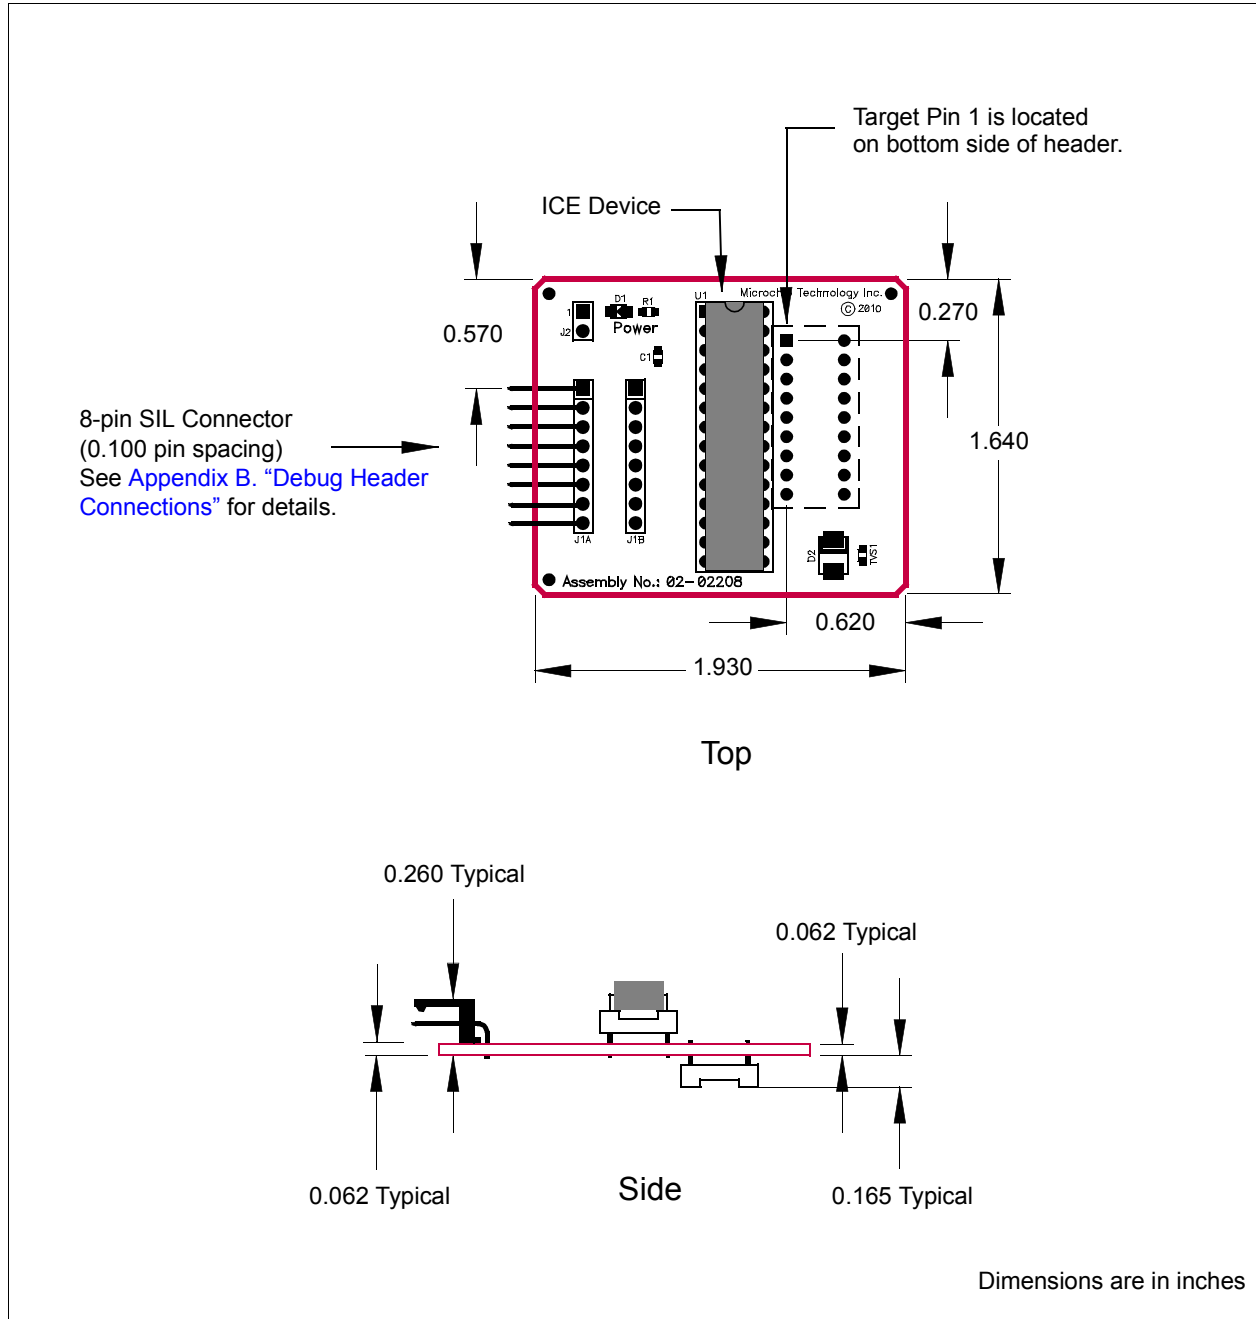 Target Pin 1 is located
on bottom side of header.
ICE Device
U1
Microchip Technology Inc.
© 2010
D1
R1
1
J2
Power
C1
0.570
0.270
8-pin SIL Connector
(0.100 pin spacing)
See Appendix B. “Debug Header
Connections” for details.
1.640
J1A
J1B
D2
TVS1
Assembly No.: 02-02208
0.620
1.930
Top
0.260 Typical
0.062 Typical
0.062 Typical
Side
0.165 Typical
Dimensions are in inches